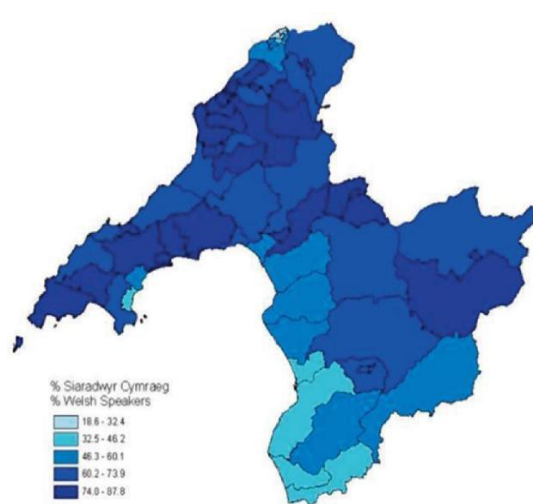 % Siaradwyr Cymraeg
% Welsh Speakers
18.6 - 32.4
32.5 - 46.2
46.3 - 60.1
60.2 - 73.9
74.0 - 87.8